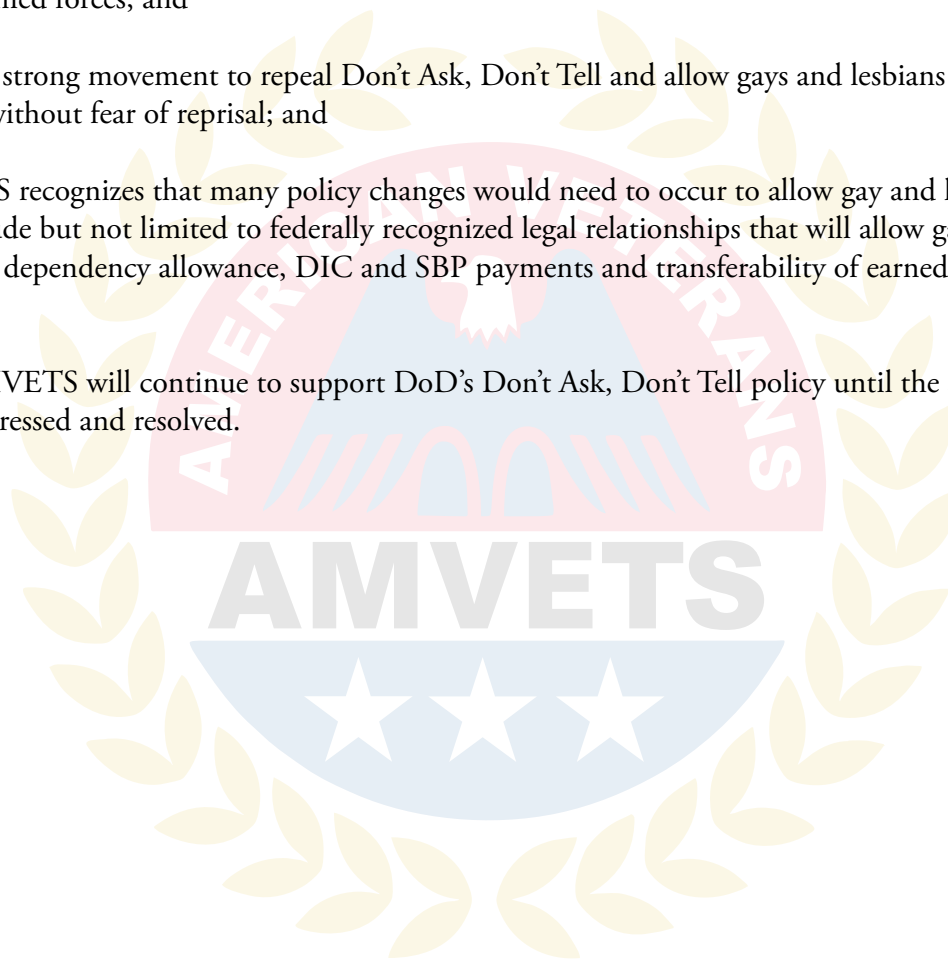 forces; and
strong movement to repeal Don’t Ask, Don’t Tell and allow gays and lesbians
without fear of reprisal; and
recognizes that many policy changes would need to occur to allow gay and
but not limited to federally recognized legal relationships that will allow
dependency allowance, DIC and SBP payments and transferability of earned
VETS will continue to support DoD’s Don’t Ask, Don’t Tell policy until the
ressed and resolved.
AMERICAN VETERANS
AMVETS